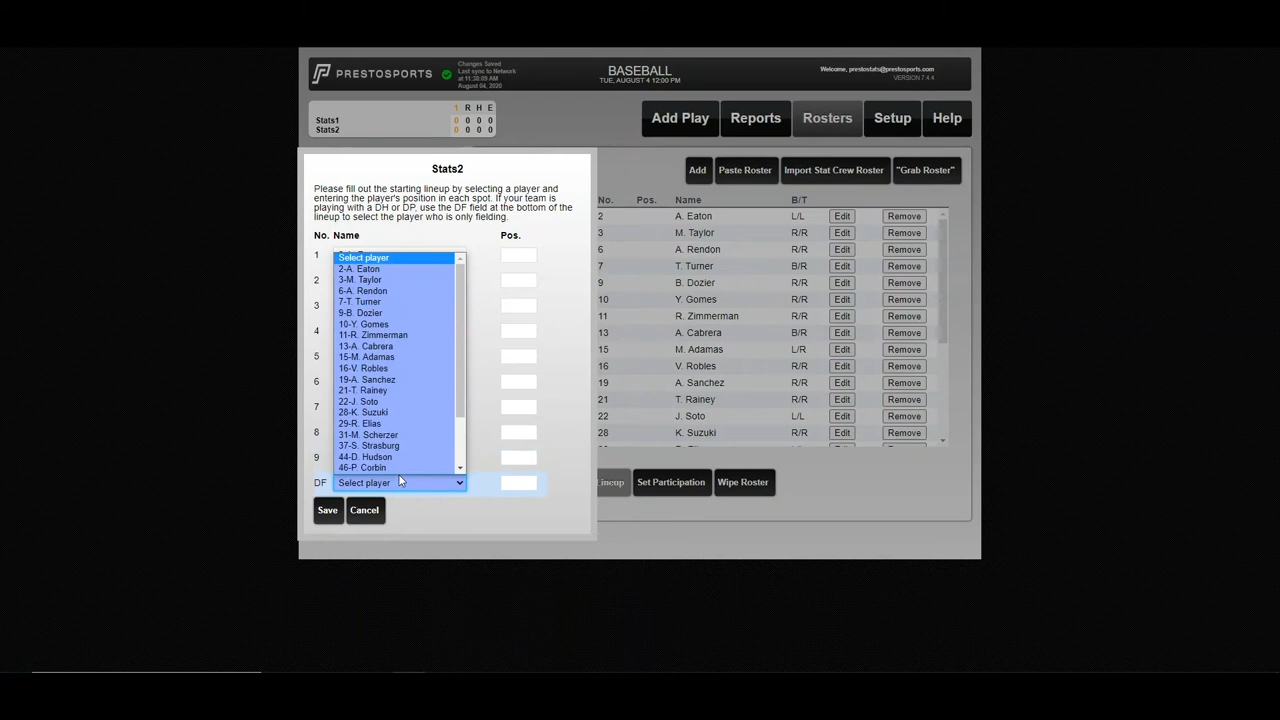 PRESTOSPORTS
Changes Saved
Last sync to Network
at 11:38:09 AM
August 04, 2020
BASEBALL
TUE, AUGUST 4 12:00 PM
Welcome, prestostats@prestosports.com
VERSION 7.4.4
1 R H E
Stats1 0 0 0 0
Stats2 0 0 0 0
Add Play Reports Rosters Setup Help
Add Paste Roster Import Stat Crew Roster "Grab Roster"
Stats2
Please fill out the starting lineup by selecting a player and
entering the player's position in each spot. If your team is
playing with a DH or DP, use the DF field at the bottom of the
lineup to select the player who is only fielding.
No. Name Pos.
1
2
3
4
5
6
7
8
9
Select player
2-A. Eaton
3-M. Taylor
6-A. Rendon
7-T. Turner
9-B. Dozier
10-Y. Gomes
11-R. Zimmerman
13-A. Cabrera
15-M. Adamas
16-V. Robles
19-A. Sanchez
21-T. Rainey
22-J. Soto
28-K. Suzuki
29-R. Elias
31-M. Scherzer
37-S. Strasburg
44-D. Hudson
46-P. Corbin
DF Select player
Save Cancel
No. Pos. Name B/T
2 A. Eaton L/L Edit Remove
3 M. Taylor R/R Edit Remove
6 A. Rendon R/R Edit Remove
7 T. Turner B/R Edit Remove
9 B. Dozier R/R Edit Remove
10 Y. Gomes R/R Edit Remove
11 R. Zimmerman R/R Edit Remove
13 A. Cabrera B/R Edit Remove
15 M. Adamas L/R Edit Remove
16 V. Robles R/R Edit Remove
19 A. Sanchez R/R Edit Remove
21 T. Rainey R/R Edit Remove
22 J. Soto L/L Edit Remove
28 K. Suzuki R/R Edit Remove
Lineup Set Participation Wipe Roster